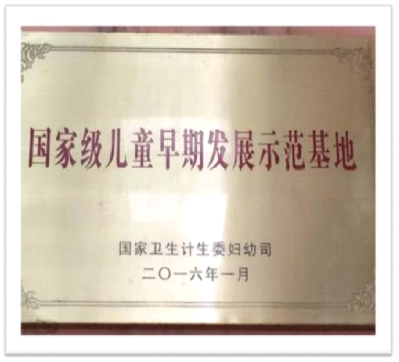 国家级儿童早期发展示范基地
国家卫生计生委妇幼司
二〇一六年一月